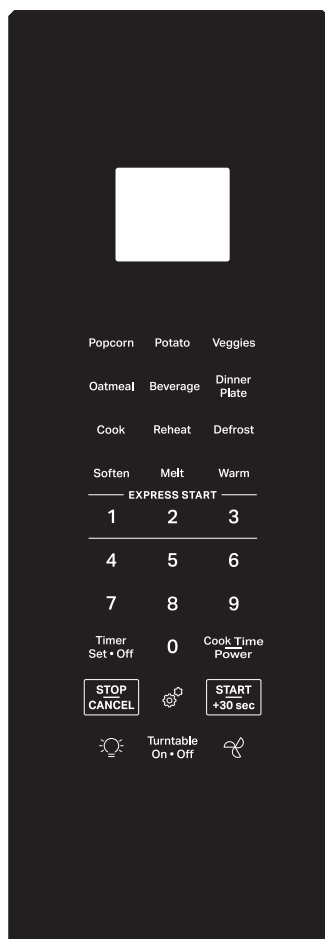 Popcorn Potato Veggies
Oatmeal Beverage Dinner
Plate
Cook Reheat Defrost
Soften Melt Warm
EXPRESS START
1 2 3
4 5 6
7 8 9
Timer
Set • Off
0
Cook Time
Power
STOP
CANCEL
START
+30 sec
Turntable
On • Off